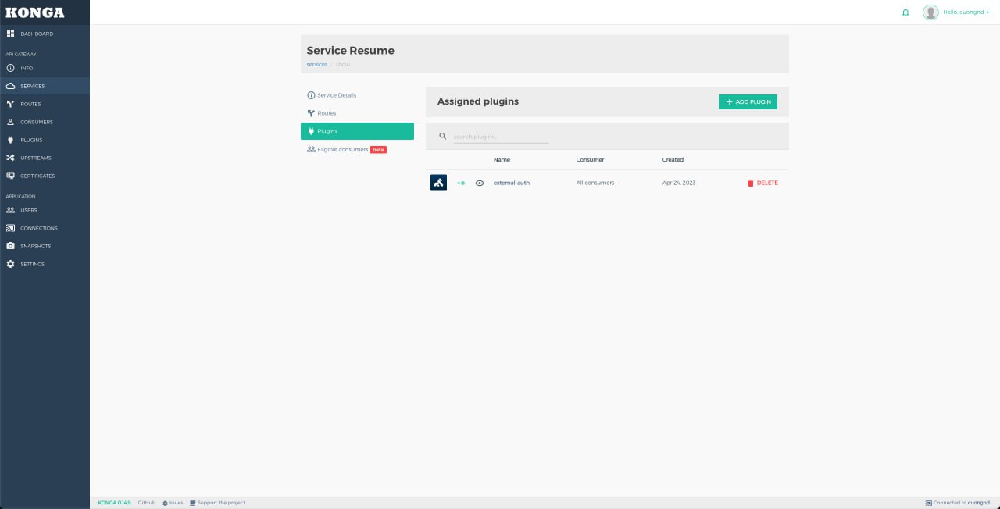 KONGA
Hello, cuongnd
DASHBOARD
API GATEWAY
INFO
SERVICES
ROUTES
CONSUMERS
PLUGINS
UPSTREAMS
CERTIFICATES
APPLICATION
USERS
CONNECTIONS
SNAPSHOTS
SETTINGS
Service Resume
services / show
Service Details
Routes
Plugins
Eligible consumers beta
Assigned plugins
ADD PLUGIN
search plugins...
Name Consumer Created
external-auth All consumers Apr 24, 2023 DELETE
KONGA 0.14.9 GitHub Issues Support the project Connected to cuongnd